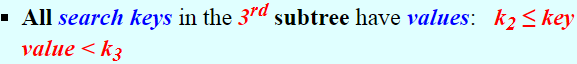 ▪ All search keys in the 3rd subtree have values: k2 ≤ key
value < k3